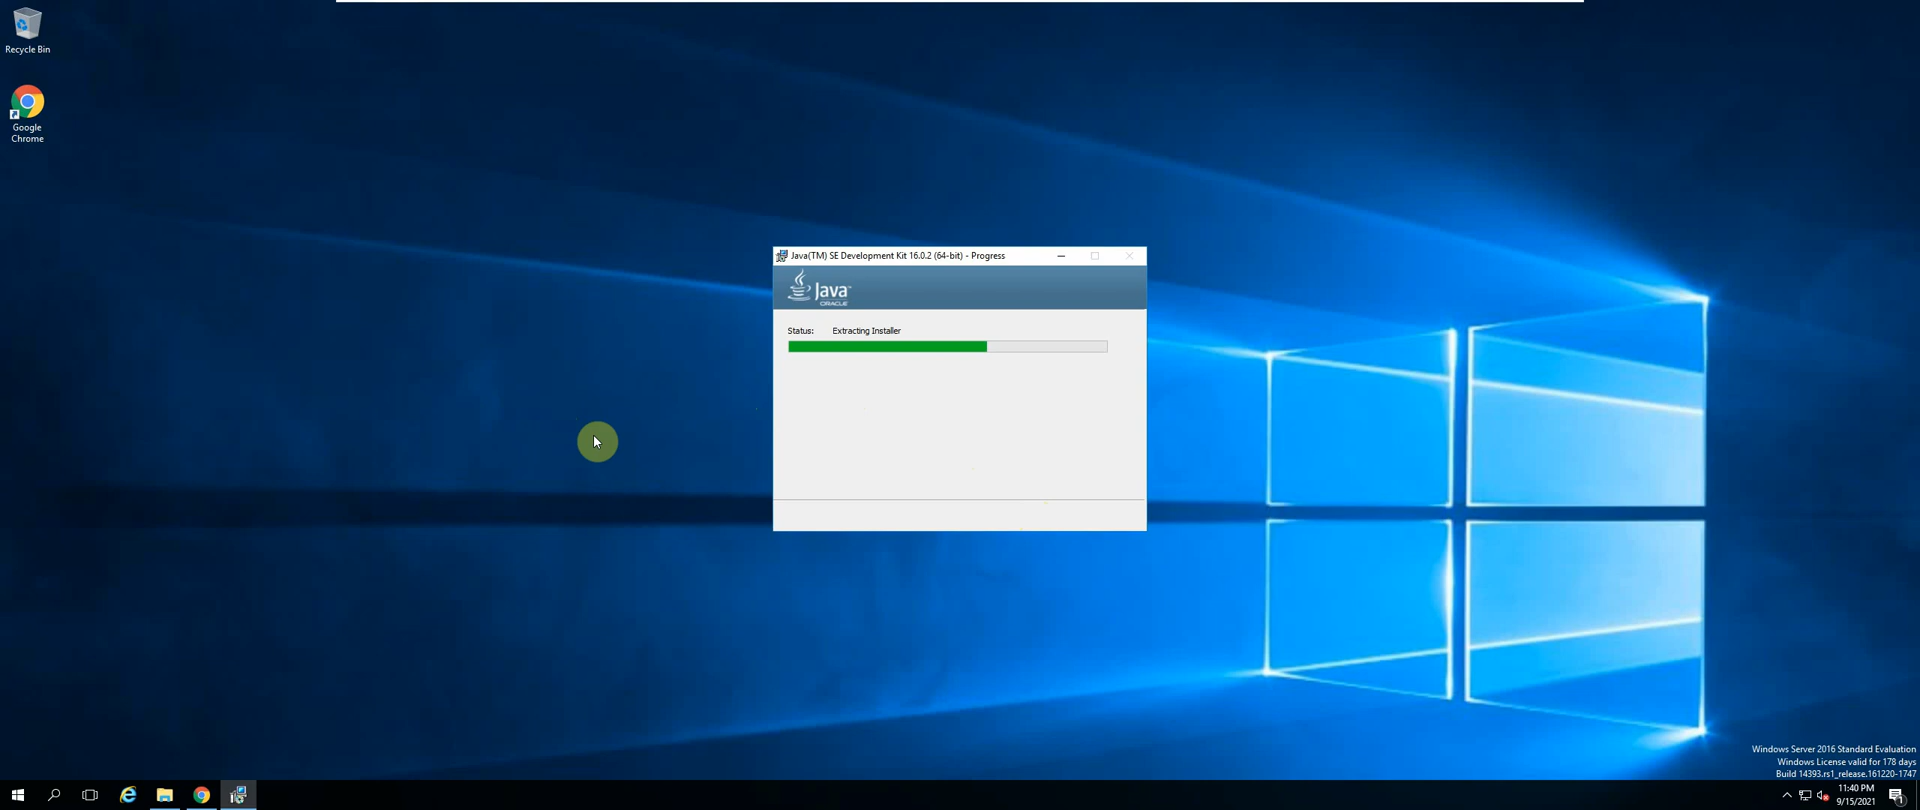 Recycle Bin
Google
Chrome
Java(TM) SE Development Kit 16.0.2 (64-bit) - Progress
Java™
ORACLE
Status: Extracting Installer
Windows Server 2016 Standard Evaluation
Windows License valid for 178 days
Build 14393.rs1_release.161220-1747
11:40 PM
9/15/2021
1